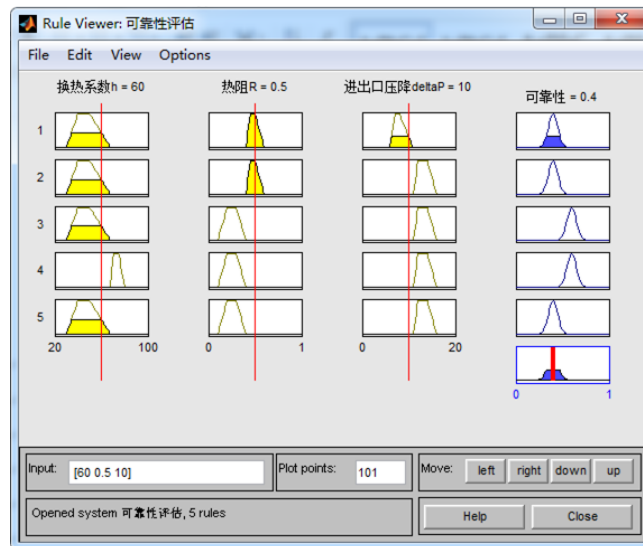 Rule Viewer: 可靠性评估
File Edit View Options
换热系数h = 60 热阻R = 0.5 进出口压降deltaP = 10 可靠性 = 0.4
1
2
3
4
5
20 100 0 1 0 20
0 1
Input: [60 0.5 10] Plot points: 101 Move: left right down up
Opened system 可靠性评估, 5 rules Help Close